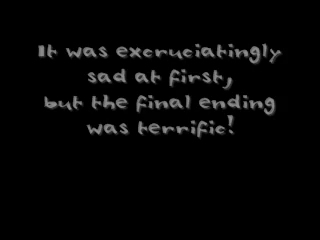 It was excruciatingly
sad at first,
but the final ending
was terrific!